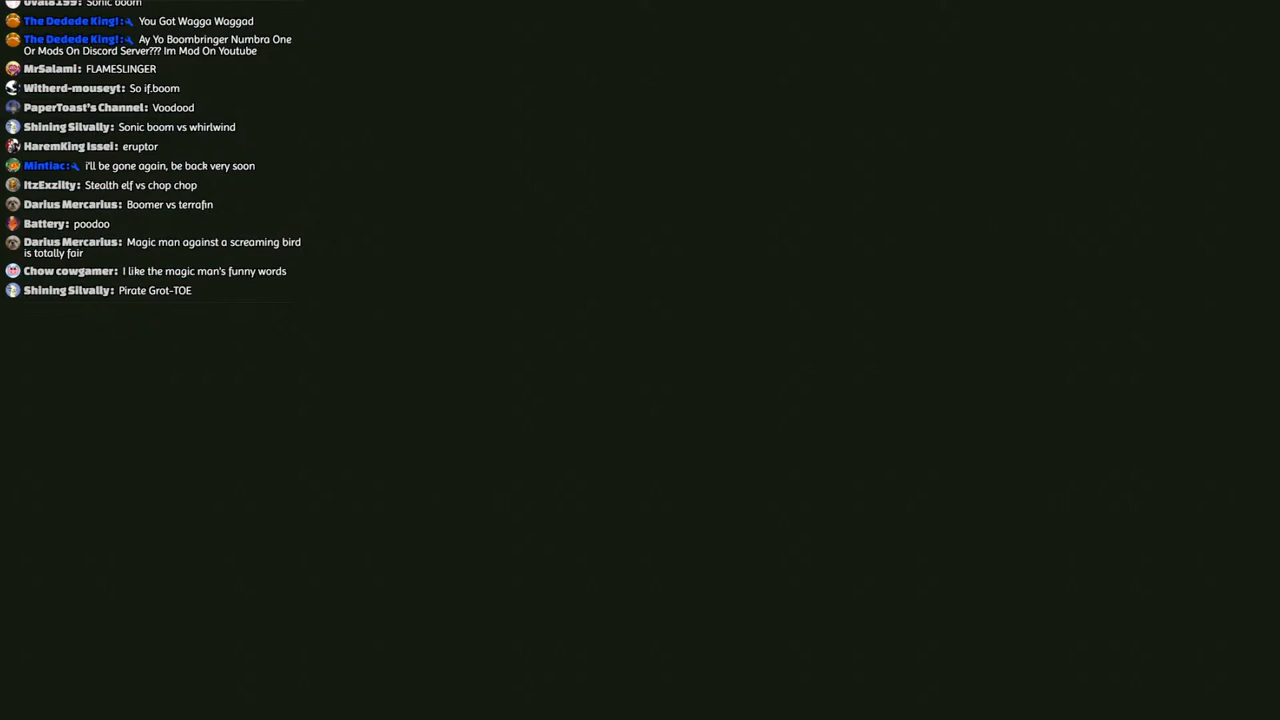 Sonic boom
The Dedede King!: You Got Wagga Waggad
The Dedede King!: Ay Yo Boombringer Numbra One
Or Mods On Discord Server??? Im Mod On Youtube
MrSalami: FLAMESLINGER
Witherd-mouseyt: So if.boom
PaperToast's Channel: Voodood
Shining Silvally: Sonic boom vs whirlwind
HaremKing Issei: eruptor
Mintiac: i'll be gone again, be back very soon
ItzExzilty: Stealth elf vs chop chop
Darius Mercarius: Boomer vs terrafin
Battery: poodoo
Darius Mercarius: Magic man against a screaming bird
is totally fair
Chow cowgamer: I like the magic man's funny words
Shining Silvally: Pirate Grot-TOE